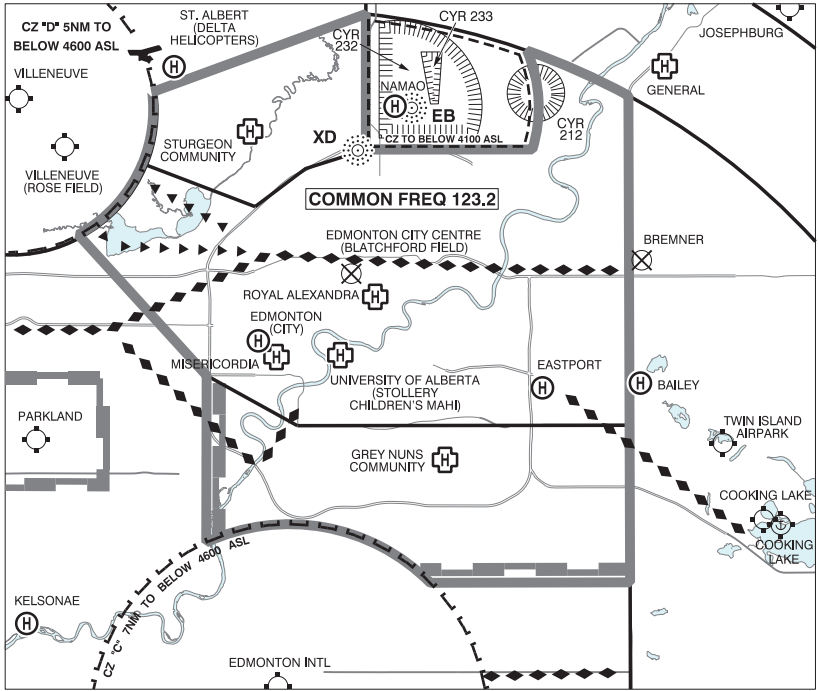 CZ "D" 5NM TO
BELOW 4600 ASL
ST. ALBERT
(DELTA
HELICOPTERS)
CYR
232
CYR 233
JOSEPHBURG
VILLENEUVE
H
H
GENERAL
NAMAO
H
EB
CYR
212
STURGEON
COMMUNITY
H
XD
CZ TO BELOW 4100 ASL
VILLENEUVE
(ROSE FIELD)
COMMON FREQ 123.2
EDMONTON CITY CENTRE
(BLATCHFORD FIELD)
BREMNER
ROYAL ALEXANDRA
H
EDMONTON
(CITY)
H
MISERICORDIA
H
H
UNIVERSITY OF ALBERTA
(STOLLERY
CHILDREN'S MAHI)
EASTPORT
H
H
BAILEY
PARKLAND
TWIN ISLAND
AIRPARK
GREY NUNS
COMMUNITY
H
COOKING LAKE
COOKING
LAKE
CZ "C" 7NM TO BELOW 4600 ASL
KELSONAE
H
EDMONTON INTL